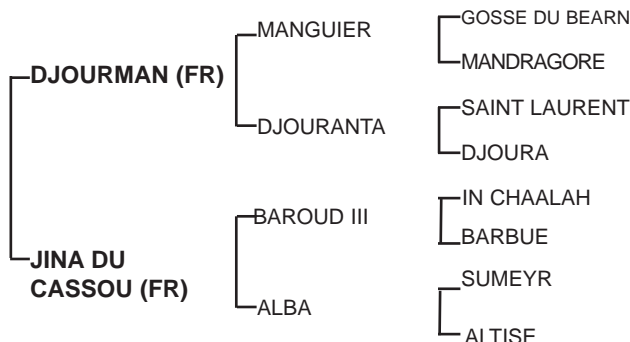 GOSSE DU BEARN
MANGUIER
MANDRAGORE
DJOURMAN (FR)
SAINT LAURENT
DJOURANTA
DJOURA
IN CHAALAH
BAROUD III
BARBUE
JINA DU
CASSOU (FR)
SUMEYR
ALBA
ALTISE